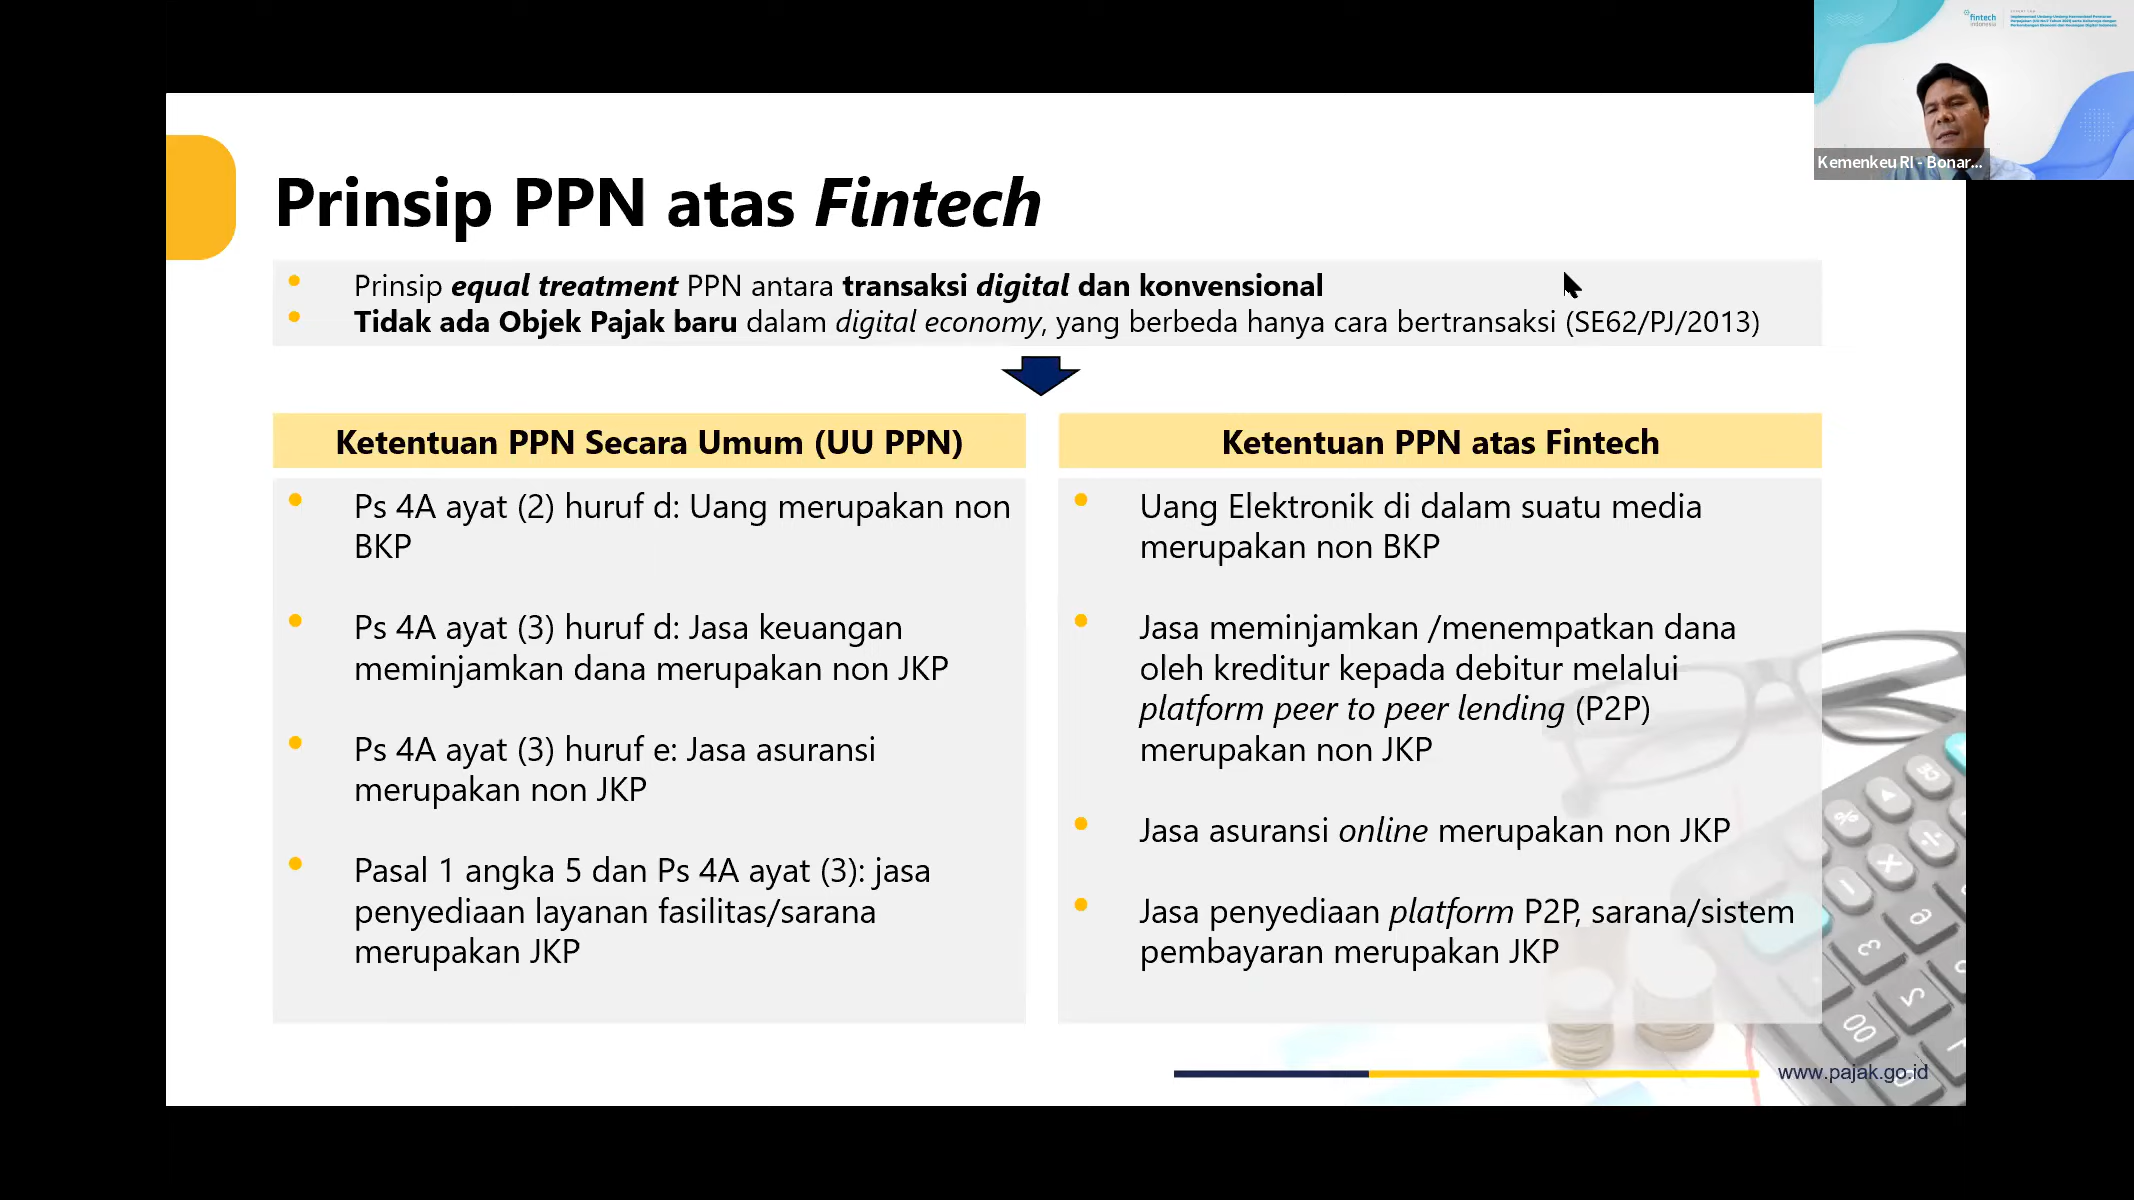 fintech
indonesia
Kemenkeu RI - Bonar...
Prinsip PPN atas Fintech
Prinsip equal treatment PPN antara transaksi digital dan konvensional
Tidak ada Objek Pajak baru dalam digital economy, yang berbeda hanya cara bertransaksi (SE62/PJ/2013)
Ketentuan PPN Secara Umum (UU PPN)
Ps 4A ayat (2) huruf d: Uang merupakan non
BKP
Ps 4A ayat (3) huruf d: Jasa keuangan
meminjamkan dana merupakan non JKP
Ps 4A ayat (3) huruf e: Jasa asuransi
merupakan non JKP
Pasal 1 angka 5 dan Ps 4A ayat (3): jasa
penyediaan layanan fasilitas/sarana
merupakan JKP
Ketentuan PPN atas Fintech
Uang Elektronik di dalam suatu media
merupakan non BKP
Jasa meminjamkan /menempatkan dana
oleh kreditur kepada debitur melalui
platform peer to peer lending (P2P)
merupakan non JKP
Jasa asuransi online merupakan non JKP
Jasa penyediaan platform P2P, sarana/sistem
pembayaran merupakan JKP
www.pajak.go.id